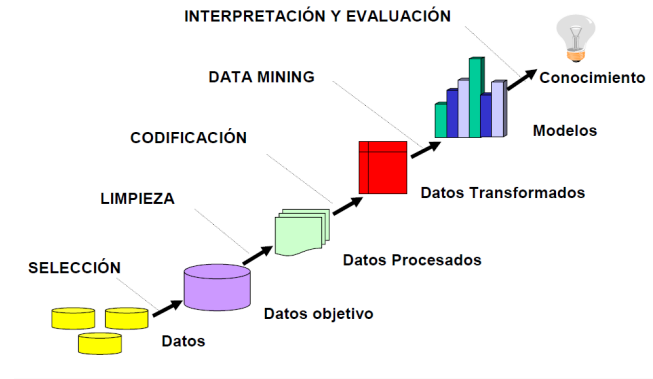 INTERPRETACIÓN Y EVALUACIÓN
DATA MINING
Conocimiento
Modelos
CODIFICACIÓN
Datos Transformados
LIMPIEZA
Datos Procesados
SELECCIÓN
Datos objetivo
Datos